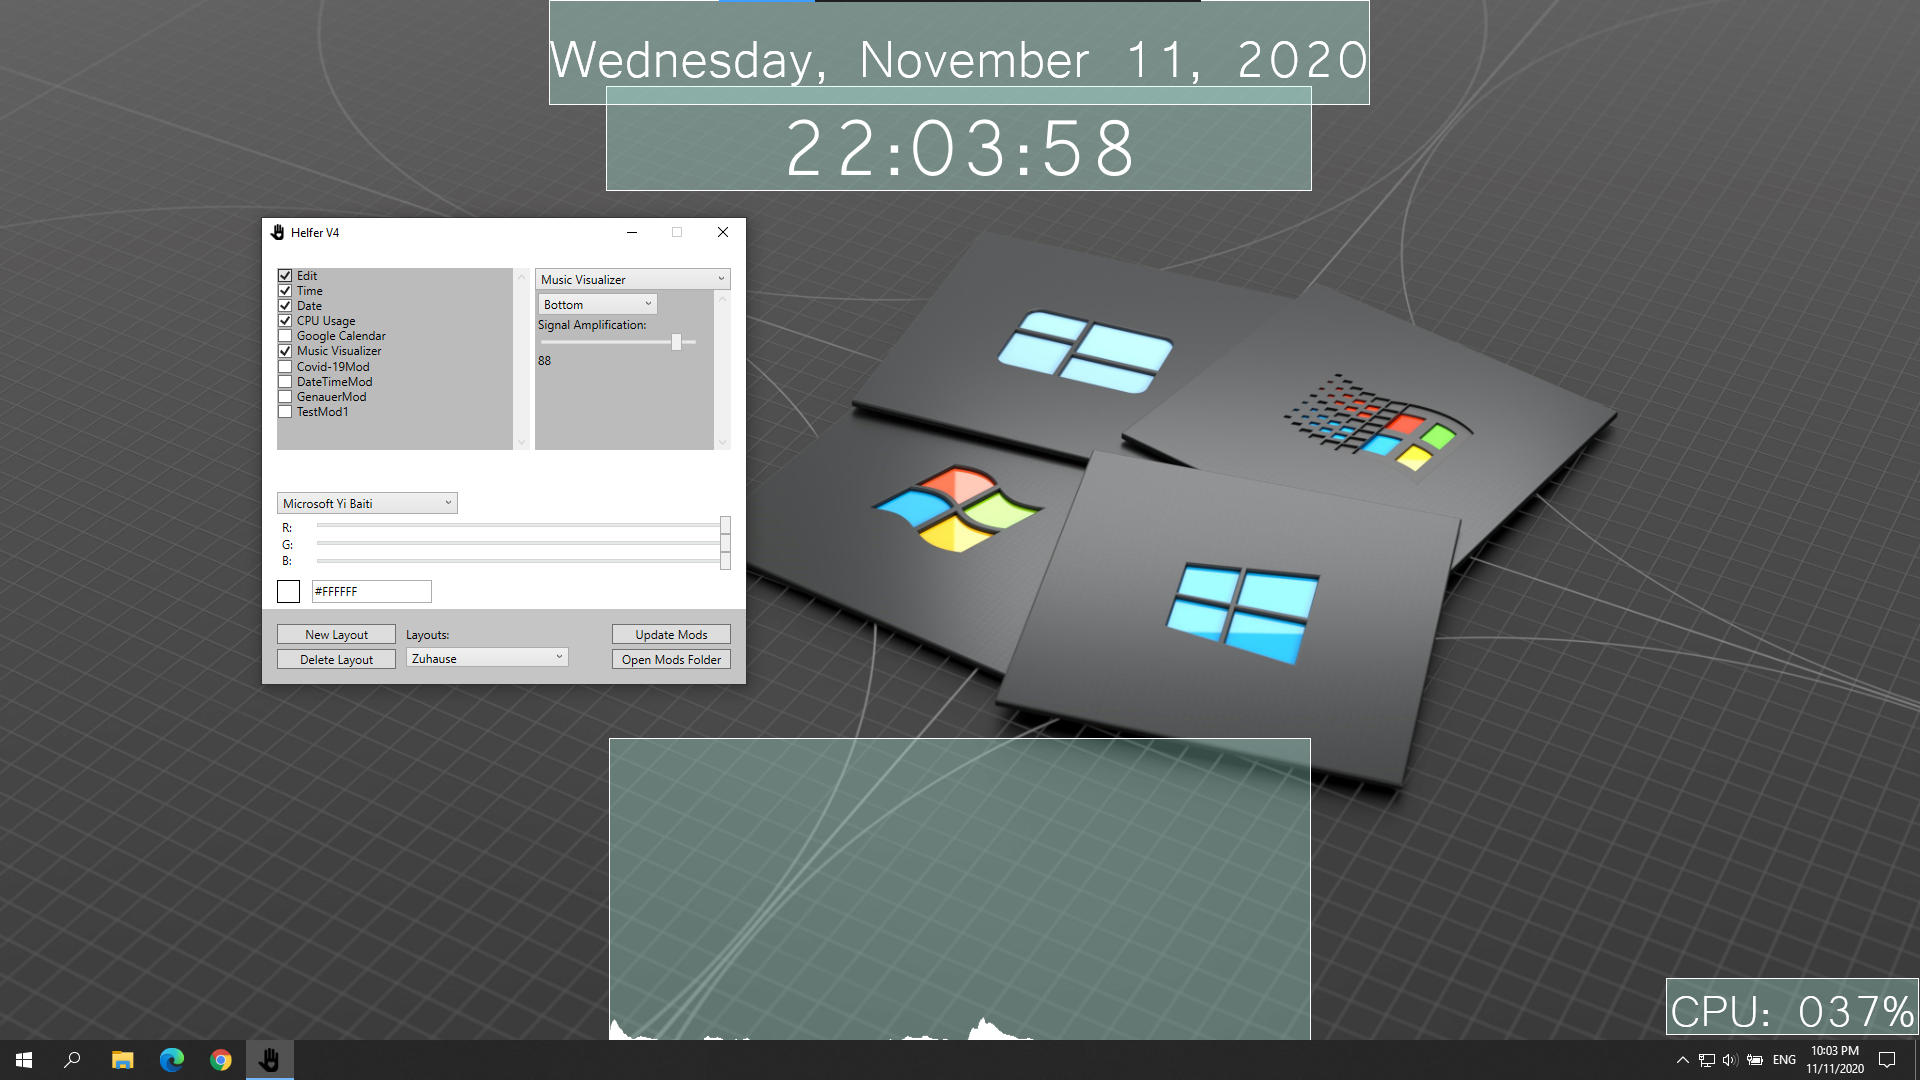 Wednesday, November 11, 2020
22:03:58
Helfer V4
Edit
Time
Date
CPU Usage
Google Calendar
Music Visualizer
Covid-19Mod
DateTimeMod
GenauerMod
TestMod1
Music Visualizer
Bottom
Signal Amplification:
88
Microsoft Yi Baiti
R:
G:
B:
#FFFFFF
New Layout
Layouts:
Update Mods
Delete Layout
Zuhause
Open Mods Folder
CPU: 037%
ENG
10:03 PM
11/11/2020